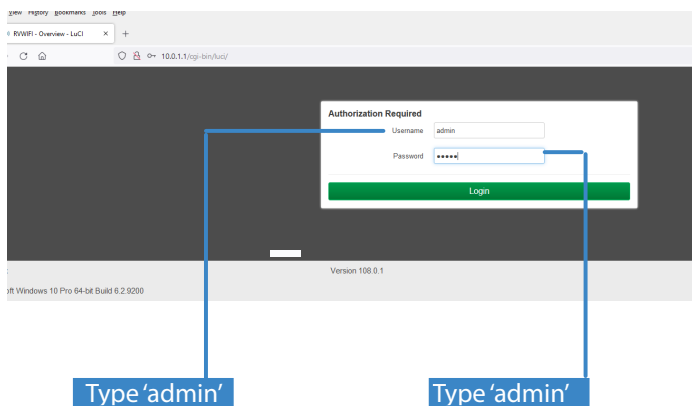 View History Bookmarks Tools Help
RVWIFI - Overview - LuCI × +
10.0.1.1/cgi-bin/luci/
Authorization Required
Username admin
Password •••••
Login
Version 108.0.1
oft Windows 10 Pro 64-bit Build 6.2.9200
Type ‘admin’ Type ‘admin’